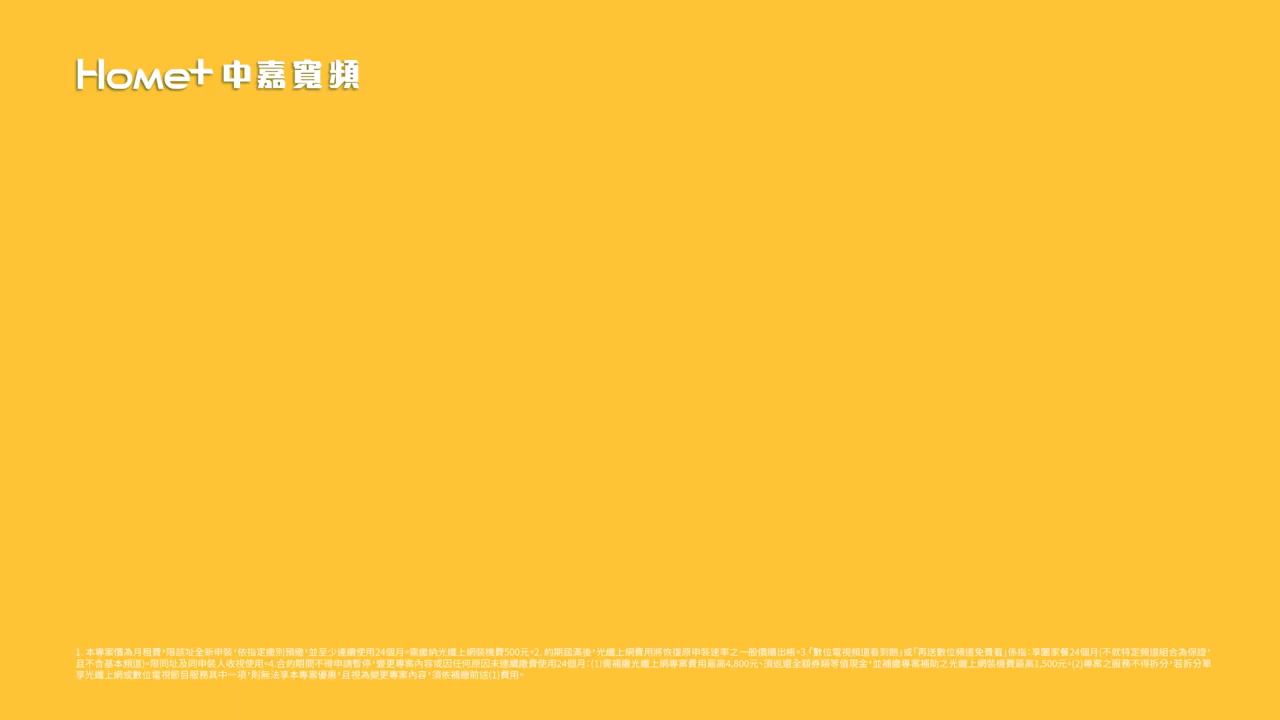 Home+ 中嘉寬頻
1. 本專案價為月租費，限該址全新申裝，依指定繳別預繳，並至少連續使用24個月。需繳納光纖上網裝機費500元。2. 約期屆滿後，光纖上網費用將恢復原申裝速率之一般價購出帳。3.「數位電視頻道看到飽」或「再送數位頻道免費看」係指：享闔家餐24個月(不就特定頻道組合為保證，
且不含基本頻道)。限同址及同申裝人收視使用。4.合約期間不得申請暫停，變更專案內容或因任何原因未連續繳費使用24個月：(1)需補繳光纖上網專案費用最高4,800元、須返還全額券類等值現金，並補繳專案補助之光纖上網裝機費最高1,500元。(2)專案之服務不得拆分，若拆分單
享光纖上網或數位電視節目服務其中一項，則無法享本專案優惠，且視為變更專案內容，須依補繳前述(1)費用。